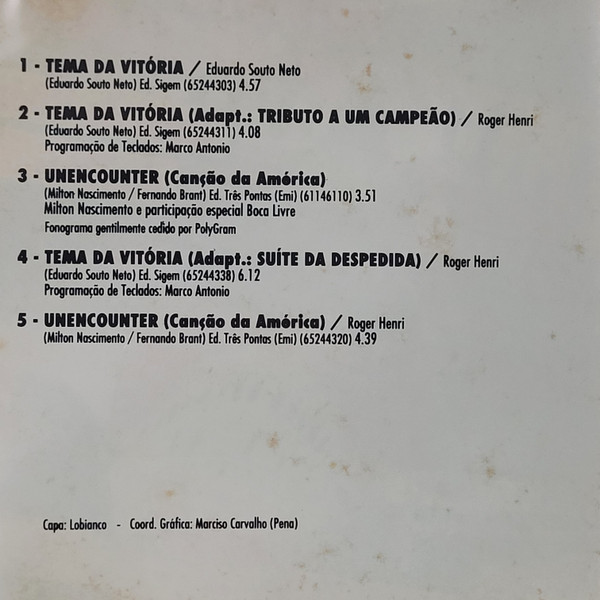 1 - TEMA DA VITÓRIA / Eduardo Souto Neto
(Eduardo Souto Neto) Ed. Sigem (65244303) 4.57
2 - TEMA DA VITÓRIA (Adapt.: TRIBUTO A UM CAMPEÃO) / Roger Henri
(Eduardo Souto Neto) Ed. Sigem (65244311) 4.08
Programação de Teclados: Marco Antonio
3 - UNENCOUNTER (Canção da América)
(Milton Nascimento / Fernando Brant) Ed. Três Pontas (Emi) (61146110) 3.51
Milton Nascimento e participação especial Boca Livre
Fonograma gentilmente cedido por PolyGram
4 - TEMA DA VITÓRIA (Adapt.: SUÍTE DA DESPEDIDA) / Roger Henri
(Eduardo Souto Neto) Ed. Sigem (65244338) 6.12
Programação de Teclados: Marco Antonio
5 - UNENCOUNTER (Canção da América) / Roger Henri
(Milton Nascimento / Fernando Brant) Ed. Três Pontas (Emi) (65244320) 4.39
Capa: Lobianco - Coord. Gráfica: Marciso Carvalho (Pena)